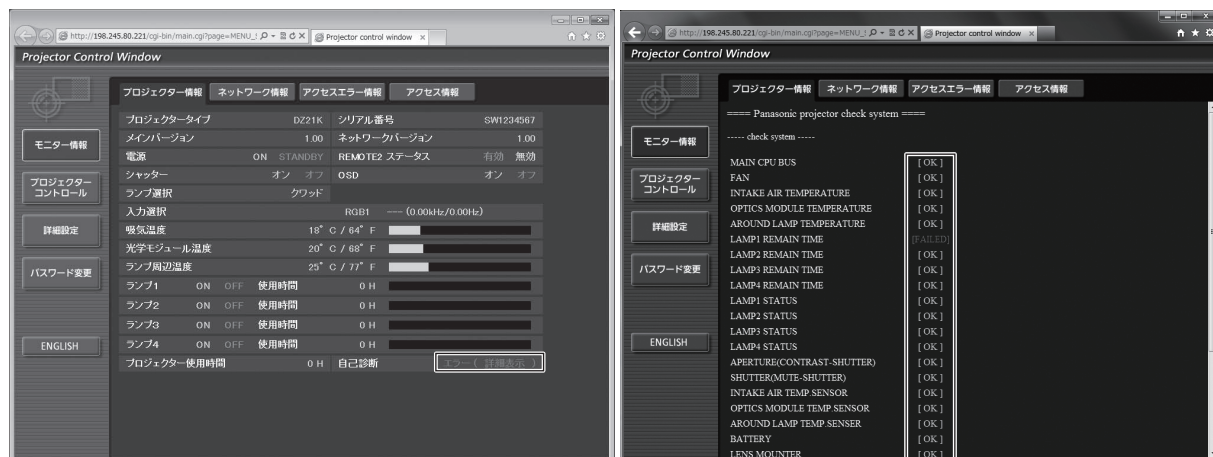 http://198.245.80.221/cgi-bin/main.cgi?page=MENU_!
Projector control window
Projector Control Window
プロジェクター情報 ネットワーク情報 アクセスエラー情報 アクセス情報
モニター情報
プロジェクター
コントロール
詳細設定
パスワード変更
ENGLISH
プロジェクタータイプ DZ21K シリアル番号 SW1234567
メインバージョン 1.00 ネットワークバージョン 1.00
電源 ON STANDBY REMOTE2 ステータス 有効 無効
シャッター オン オフ OSD オン オフ
ランプ選択 クワッド
入力選択 RGB1 --- (0.00kHz/0.00Hz)
吸気温度 18° C / 64° F
光学モジュール温度 20° C / 68° F
ランプ周辺温度 25° C / 77° F
ランプ1 ON OFF 使用時間 0 H
ランプ2 ON OFF 使用時間 0 H
ランプ3 ON OFF 使用時間 0 H
ランプ4 ON OFF 使用時間 0 H
プロジェクター使用時間 0 H 自己診断 エラー( 詳細表示 )
http://198.245.80.221/cgi-bin/main.cgi?page=MENU_!
Projector control window
Projector Control Window
プロジェクター情報 ネットワーク情報 アクセスエラー情報 アクセス情報
モニター情報
プロジェクター
コントロール
詳細設定
パスワード変更
ENGLISH
==== Panasonic projector check system ====
----- check system -----
MAIN CPU BUS [ OK ]
FAN [ OK ]
INTAKE AIR TEMPERATURE [ OK ]
OPTICS MODULE TEMPERATURE [ OK ]
AROUND LAMP TEMPERATURE [ OK ]
LAMP1 REMAIN TIME [FAILED]
LAMP2 REMAIN TIME [ OK ]
LAMP3 REMAIN TIME [ OK ]
LAMP4 REMAIN TIME [ OK ]
LAMP1 STATUS [ OK ]
LAMP2 STATUS [ OK ]
LAMP3 STATUS [ OK ]
LAMP4 STATUS [ OK ]
APERTURE(CONTRAST-SHUTTER) [ OK ]
SHUTTER(MUTE-SHUTTER) [ OK ]
INTAKE AIR TEMP.SENSOR [ OK ]
OPTICS MODULE TEMP.SENSOR [ OK ]
AROUND LAMP TEMP.SENSER [ OK ]
BATTERY [ OK ]
LENS MOUNTER [ OK ]